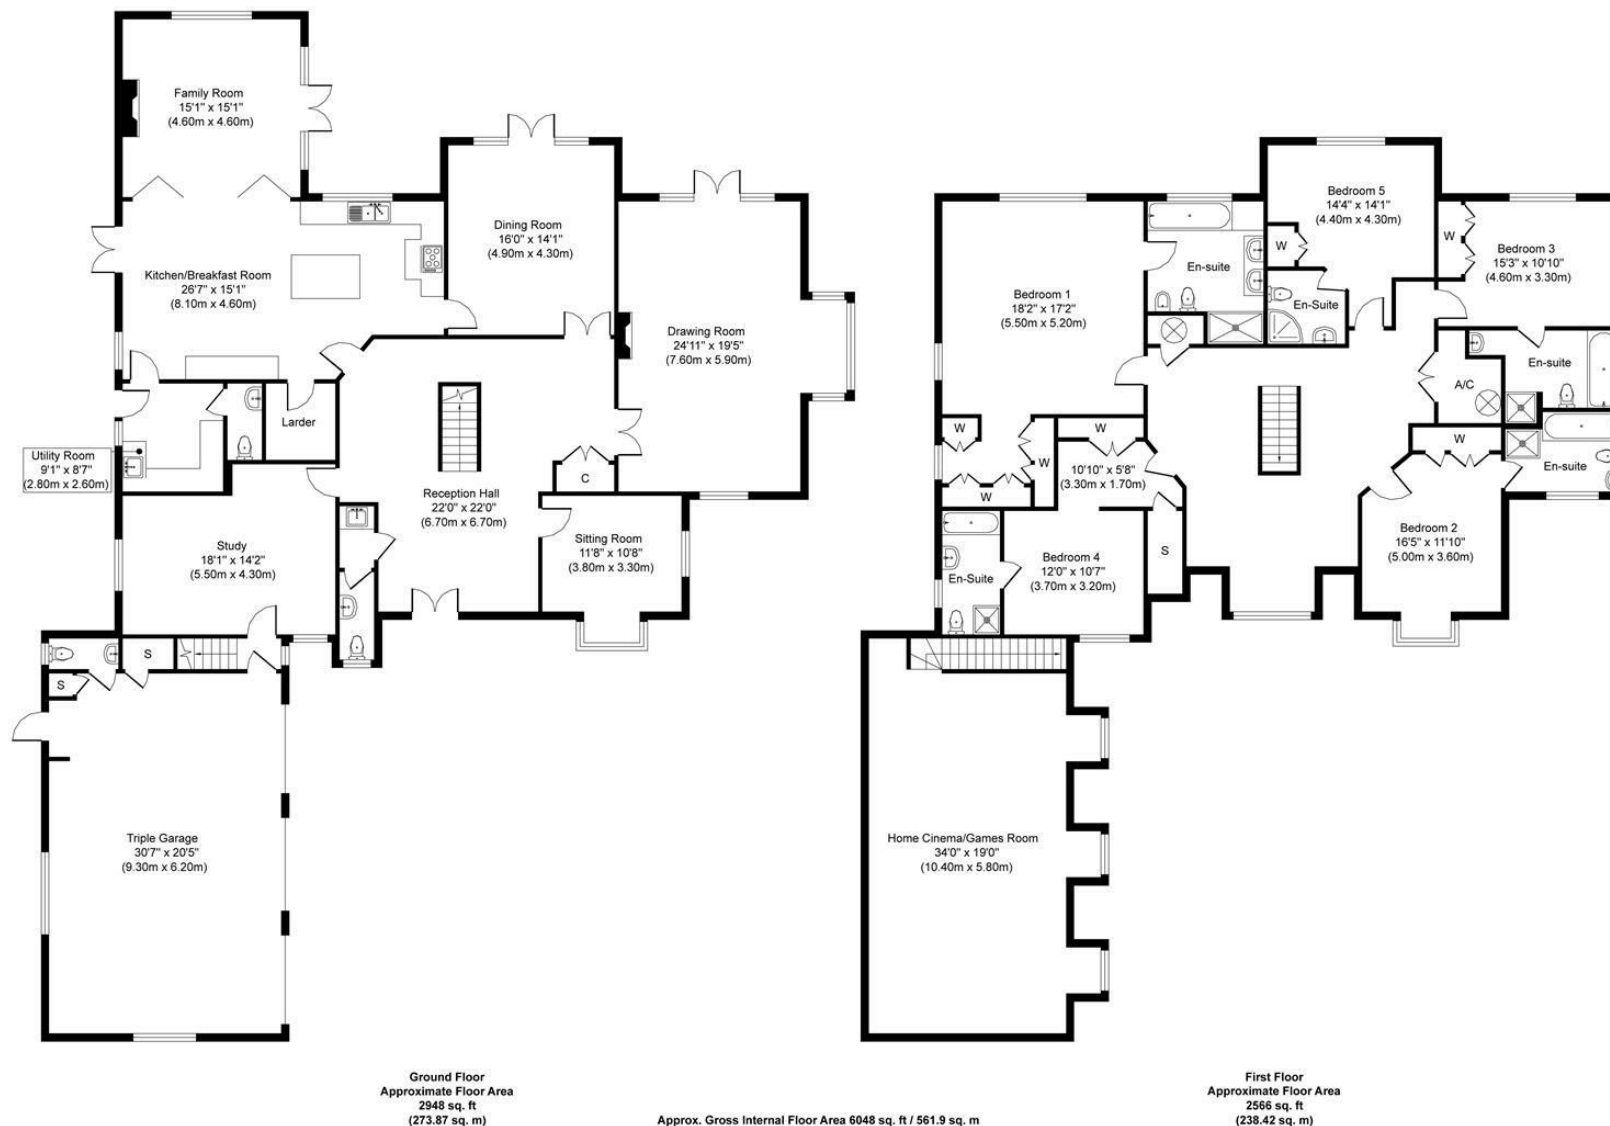 Family Room
15'1" x 15'1"
(4.60m x 4.60m)
Dining Room
16'0" x 14'1"
(4.90m x 4.30m)
Kitchen/Breakfast Room
26'7" x 15'1"
(8.10m x 4.60m)
Drawing Room
24'11" x 19'5"
(7.60m x 5.90m)
Larder
Utility Room
9'1" x 8'7"
(2.80m x 2.60m)
C
Reception Hall
22'0" x 22'0"
(6.70m x 6.70m)
Study
18'1" x 14'2"
(5.50m x 4.30m)
Sitting Room
11'8" x 10'8"
(3.80m x 3.30m)
S
S
Triple Garage
30'7" x 20'5"
(9.30m x 6.20m)
Bedroom 5
14'4" x 14'1"
(4.40m x 4.30m)
W
W
Bedroom 3
15'3" x 10'10"
(4.60m x 3.30m)
En-suite
En-Suite
Bedroom 1
18'2" x 17'2"
(5.50m x 5.20m)
En-suite
A/C
W
W
W
W
W
10'10" x 5'8"
(3.30m x 1.70m)
En-suite
Bedroom 2
16'5" x 11'10"
(5.00m x 3.60m)
S
En-Suite
Bedroom 4
12'0" x 10'7"
(3.70m x 3.20m)
Home Cinema/Games Room
34'0" x 19'0"
(10.40m x 5.80m)
Ground Floor
Approximate Floor Area
2948 sq. ft
(273.87 sq. m)
Approx. Gross Internal Floor Area 6048 sq. ft / 561.9 sq. m
First Floor
Approximate Floor Area
2566 sq. ft
(238.42 sq. m)